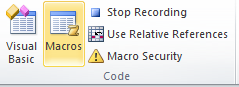 Visual
Basic
Macros
Stop Recording
Use Relative References
Macro Security
Code